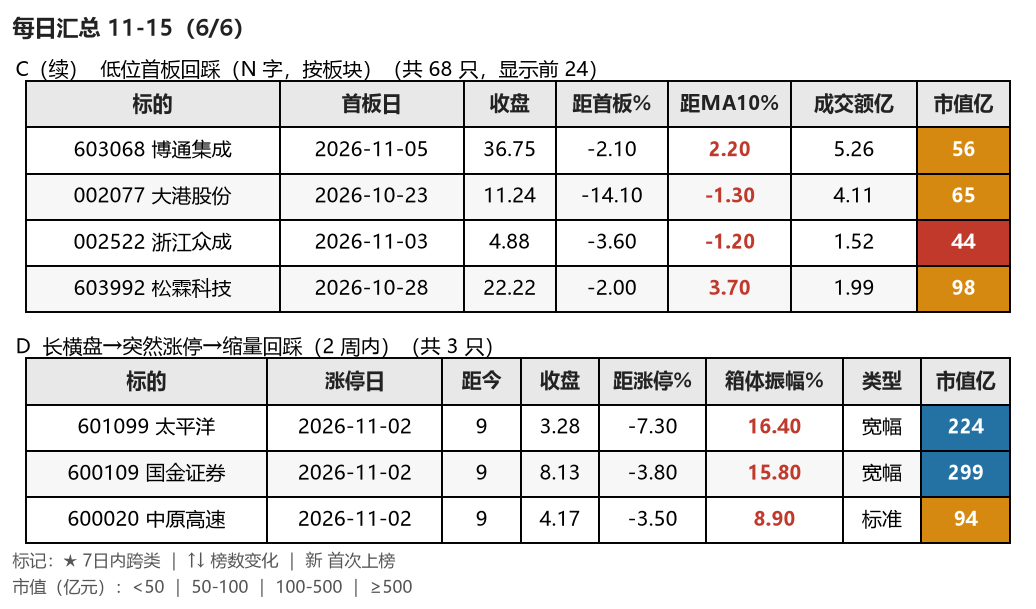 每日汇总 11-15（6/6）
C（续） 低位首板回踩（N 字，按板块）（共 68 只，显示前 24）
标的 首板日 收盘 距首板% 距MA10% 成交额亿 市值亿
603068 博通集成 2026-11-05 36.75 -2.10 2.20 5.26 56
002077 大港股份 2026-10-23 11.24 -14.10 -1.30 4.11 65
002522 浙江众成 2026-11-03 4.88 -3.60 -1.20 1.52 44
603992 松霖科技 2026-10-28 22.22 -2.00 3.70 1.99 98
D 长横盘→突然涨停→缩量回踩（2 周内）（共 3 只）
标的 涨停日 距今 收盘 距涨停% 箱体振幅% 类型 市值亿
601099 太平洋 2026-11-02 9 3.28 -7.30 16.40 宽幅 224
600109 国金证券 2026-11-02 9 8.13 -3.80 15.80 宽幅 299
600020 中原高速 2026-11-02 9 4.17 -3.50 8.90 标准 94
标记：★ 7日内跨类 | ↑↓ 榜数变化 | 新 首次上榜
市值（亿元）：<50 | 50-100 | 100-500 | ≥500